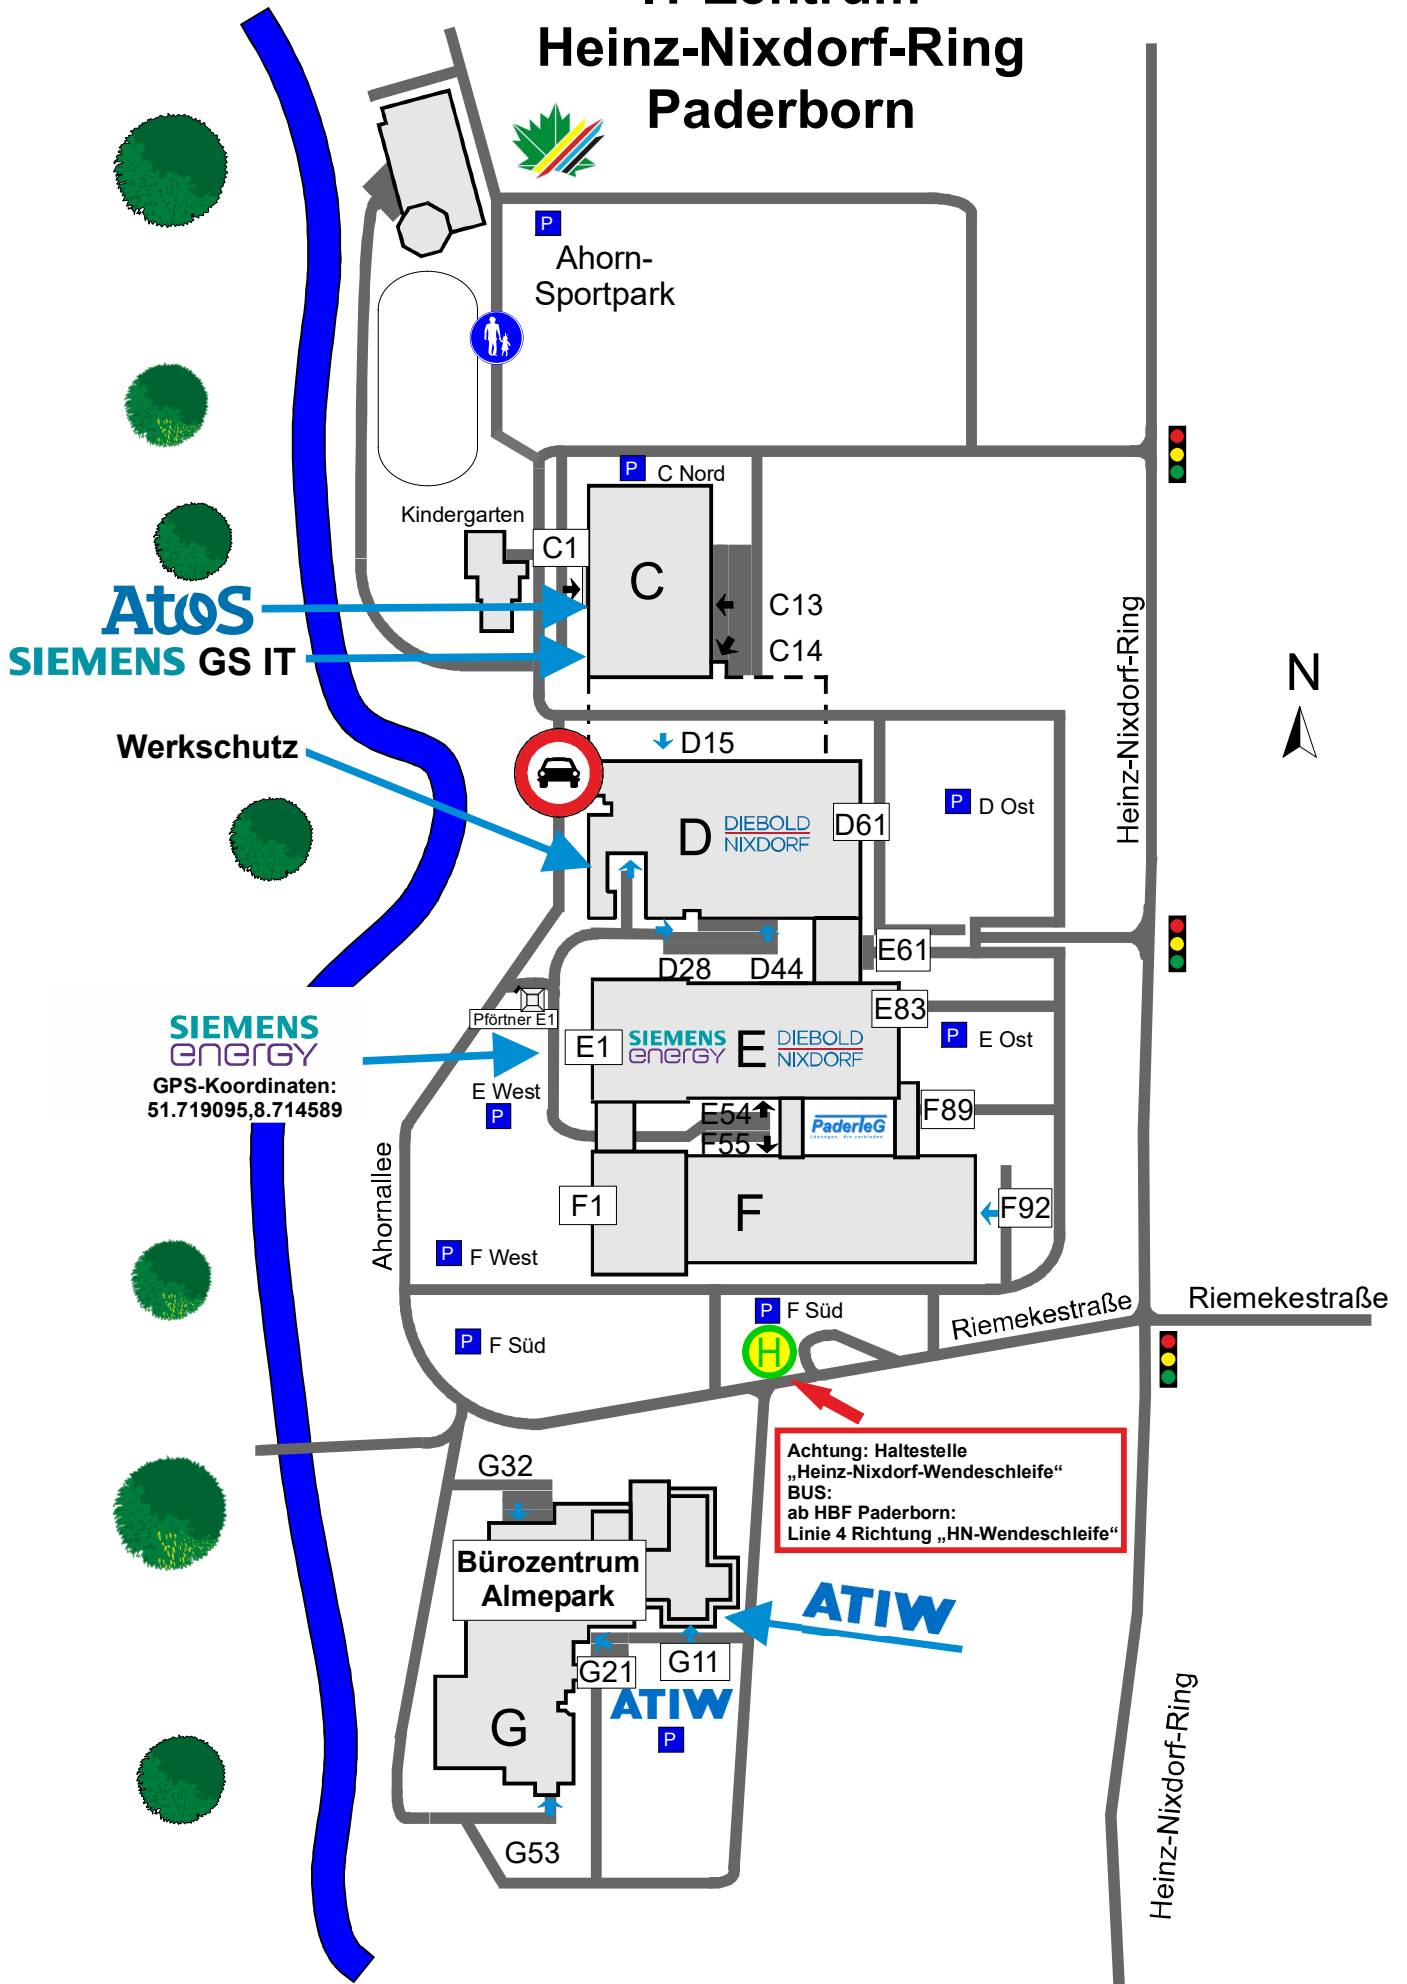 Heinz-Nixdorf-Ring
Paderborn
P
Ahorn-
Sportpark
P C Nord
Kindergarten
C1
C
C13
C14
Atos
SIEMENS GS IT
Heinz-Nixdorf-Ring
N
Werkschutz
D15
D
DIEBOLD
NIXDORF
D61
P D Ost
D28
D44
E61
E83
Pförtner E1
SIEMENS
energy
GPS-Koordinaten:
51.719095,8.714589
E1
SIEMENS
energy
E
DIEBOLD
NIXDORF
P E Ost
E West
P
E54
F55
PaderleG
Lösungen, die verbinden
F89
Ahornallee
F1
F
F92
P F West
P F Süd
P F Süd
H
Riemekestraße
Riemekestraße
Achtung: Haltestelle
„Heinz-Nixdorf-Wendeschleife“
BUS:
ab HBF Paderborn:
Linie 4 Richtung „HN-Wendeschleife“
G32
Bürozentrum
Almepark
ATIW
G21
G11
ATIW
P
G
G53
Heinz-Nixdorf-Ring